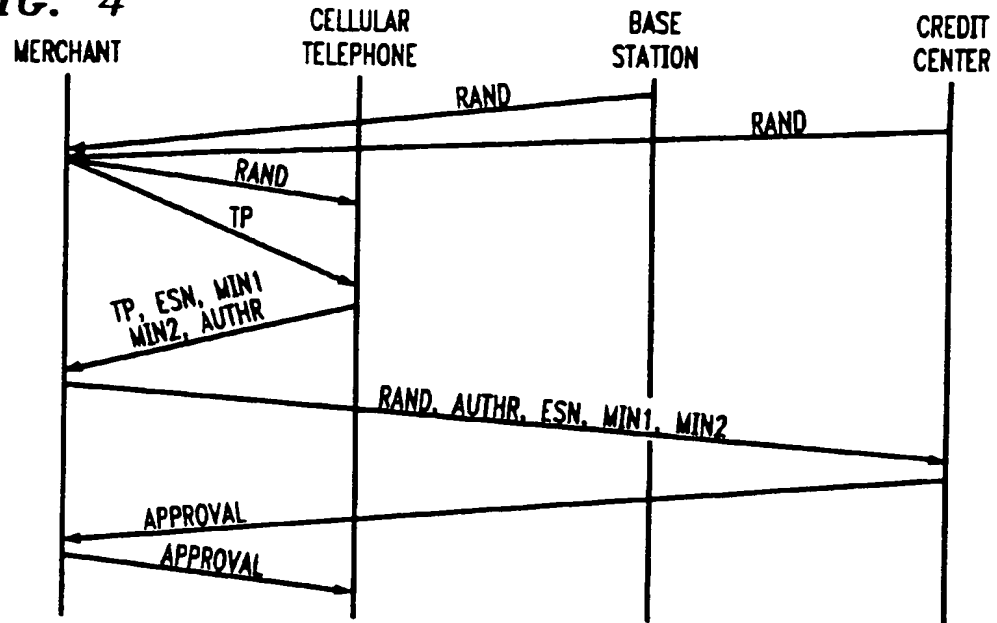 FIG. 4
MERCHANT
CELLULAR
TELEPHONE
BASE
STATION
CREDIT
CENTER
RAND
RAND
RAND
TP
TP, ESN, MIN1
MIN2, AUTHR
RAND, AUTHR, ESN, MIN1, MIN2
APPROVAL
APPROVAL